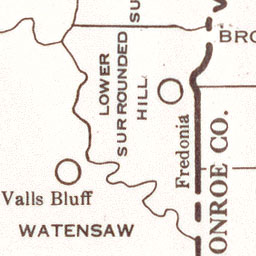 SU
BRO
LOWER
SURROUNDED
HILL
Fredonia
ONROE CO.
Valls Bluff
WATENSAW